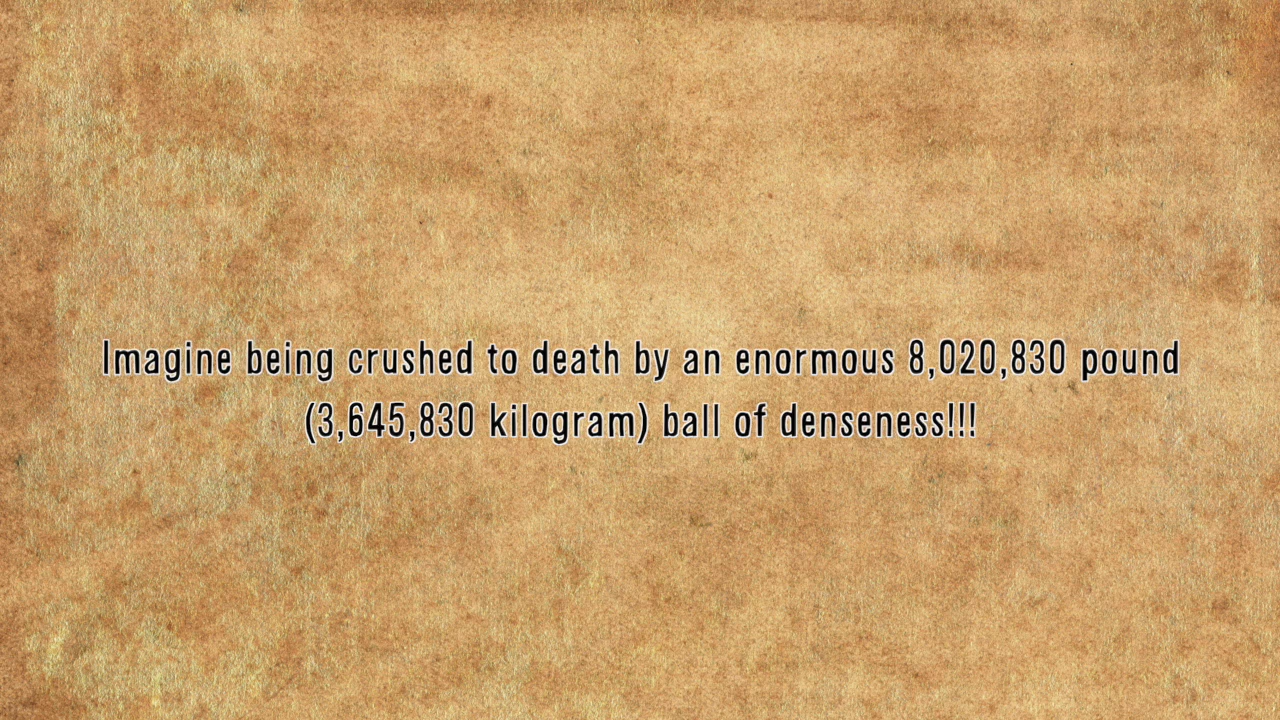 Imagine being crushed to death by an enormous 8,020,830 pound
(3,645,830 kilogram) ball of denseness!!!